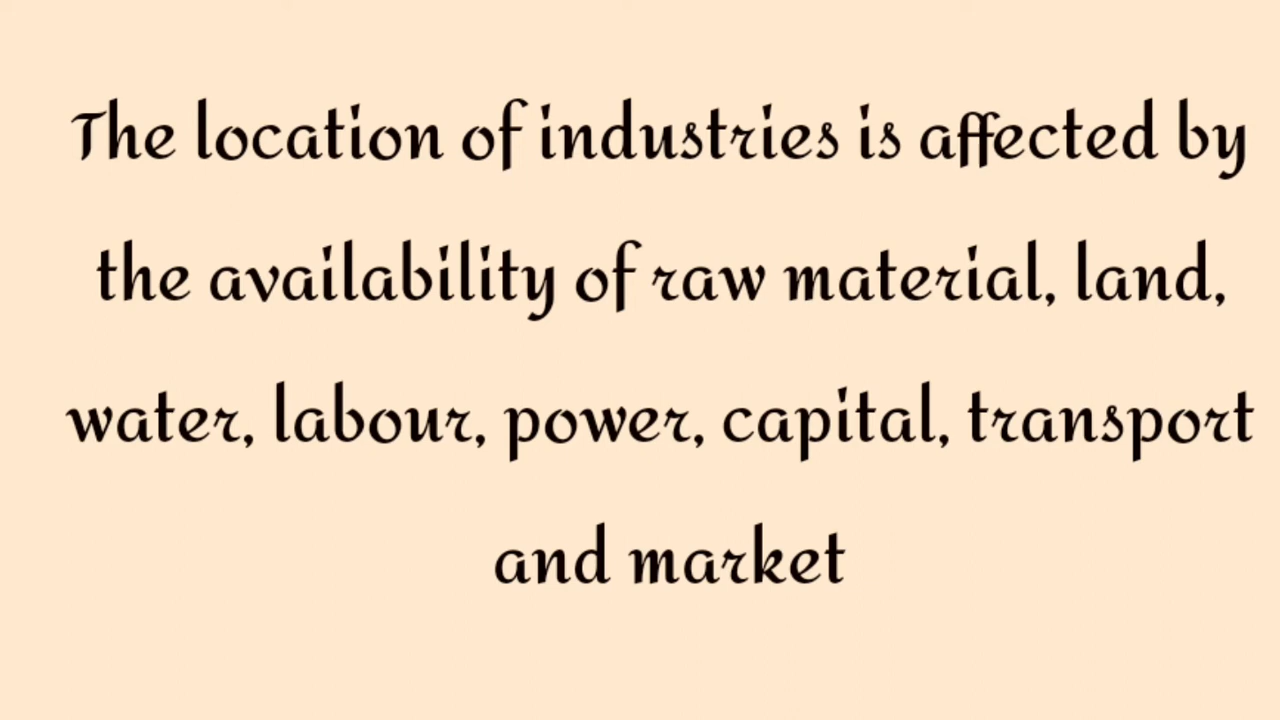 The location of industries is affected by
the availability of raw material, land,
water, labour, power, capital, transport
and market